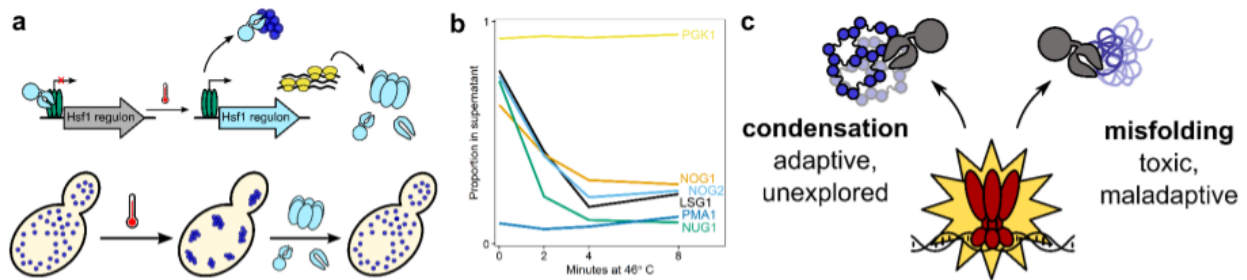 a
Hsf1 regulon
Hsf1 regulon
b
1
0
Proportion in supernatant
PGK1
NOG1
NOG2
LSG1
PMA1
NUG1
0
2
4
8
Minutes at 46° C
c
condensation
adaptive,
unexplored
misfolding
toxic,
maladaptive